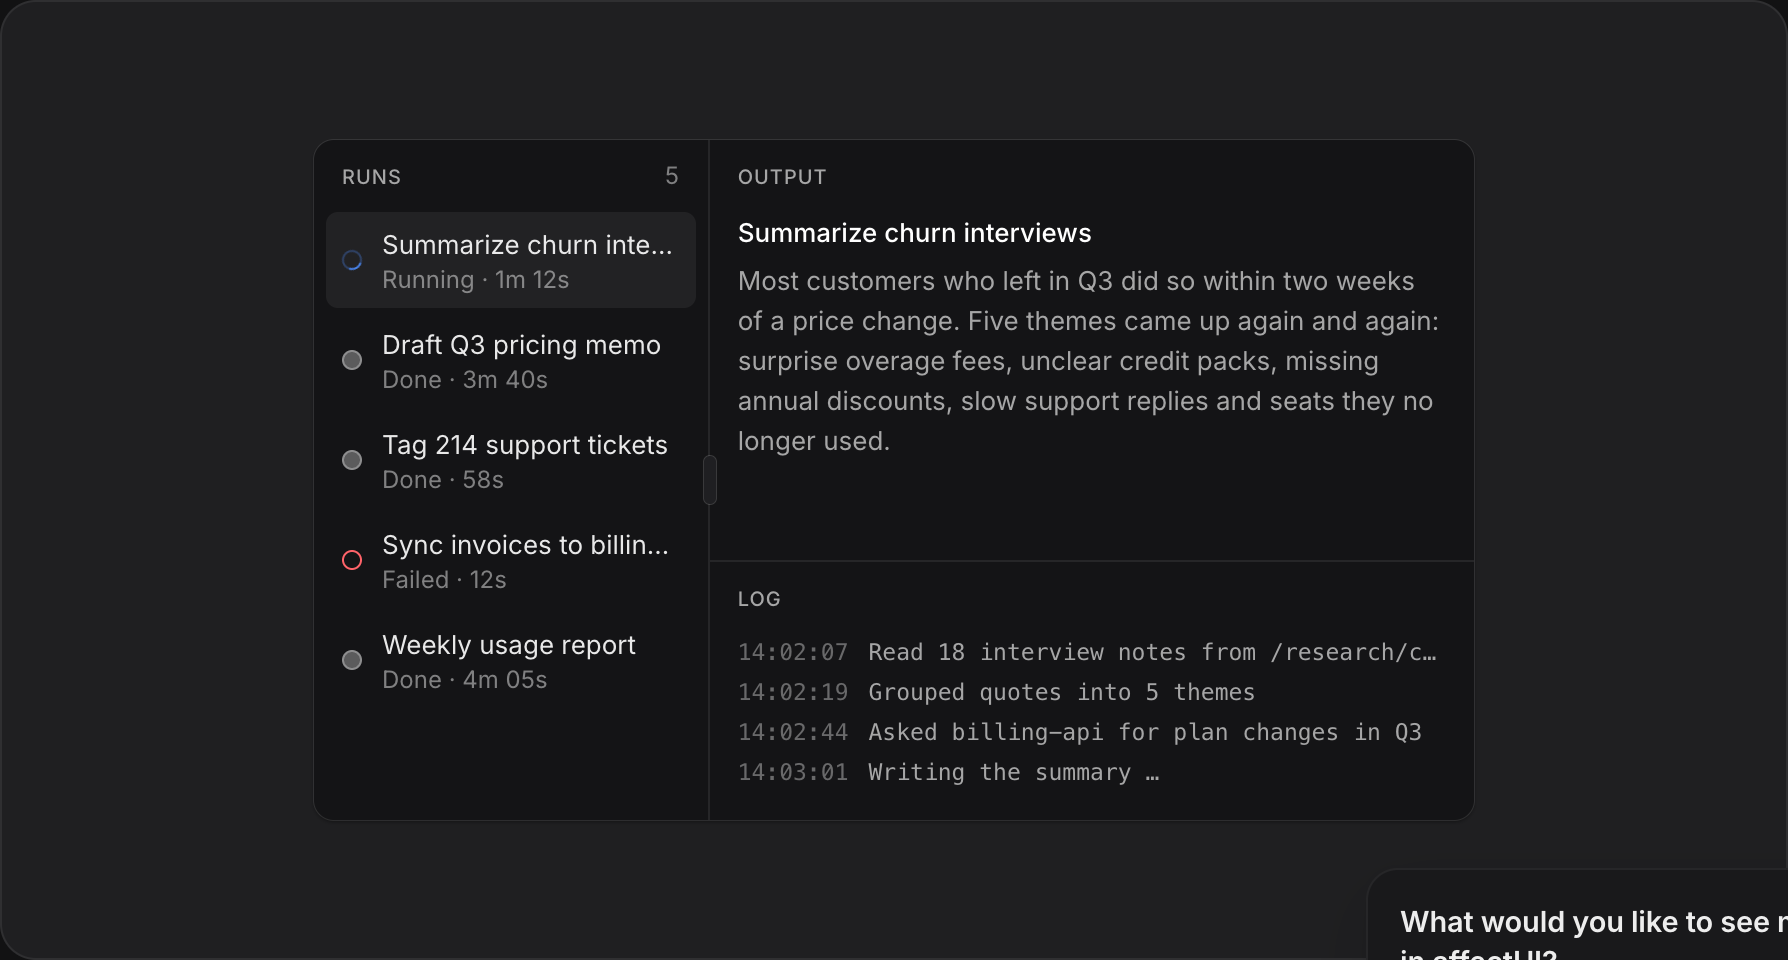 RUNS 5
Summarize churn inte...
Running · 1m 12s
Draft Q3 pricing memo
Done · 3m 40s
Tag 214 support tickets
Done · 58s
Sync invoices to billin...
Failed · 12s
Weekly usage report
Done · 4m 05s
OUTPUT
Summarize churn interviews
Most customers who left in Q3 did so within two weeks
of a price change. Five themes came up again and again:
surprise overage fees, unclear credit packs, missing
annual discounts, slow support replies and seats they no
longer used.
LOG
14:02:07 Read 18 interview notes from /research/c…
14:02:19 Grouped quotes into 5 themes
14:02:44 Asked billing-api for plan changes in Q3
14:03:01 Writing the summary …
What would you like to see
in affectUI?